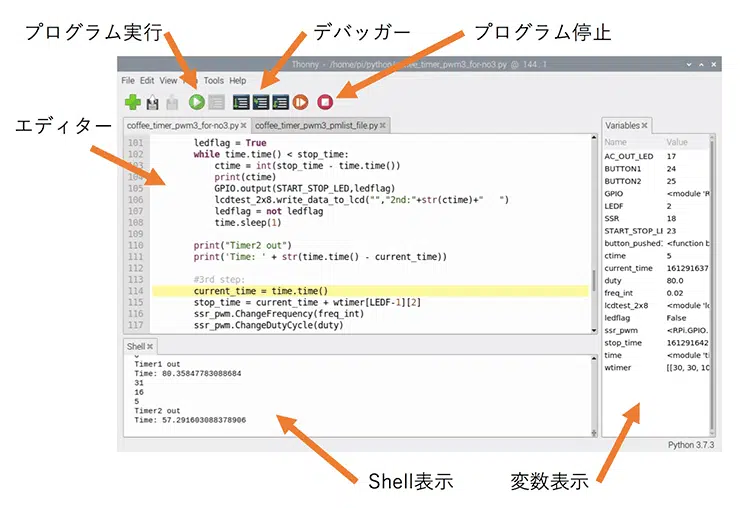 プログラム実行
デバッガー
プログラム停止
Thonny - /home/pi/python/coffee_timer_pwm3_for-no3.py @ 144 : 1
File Edit View Tools Help
エディター
coffee_timer_pwm3_for-no3.py
coffee_timer_pwm3_pmlist_file.py
101 ledflag = True
102 while time.time() < stop_time:
103 ctime = int(stop_time - time.time())
104 print(ctime)
105 GPIO.output(START_STOP_LED,ledflag)
106 lcdtest_2x8.write_data_to_lcd("","2nd:"+str(ctime)+"   ")
107 ledflag = not ledflag
108 time.sleep(1)
109
110 print("Timer2 out")
111 print('Time: ' + str(time.time() - current_time))
112
113 #3rd step:
114 current_time = time.time()
115 stop_time = current_time + wtimer[LEDF-1][2]
116 ssr_pwm.ChangeFrequency(freq_int)
117 ssr_pwm.ChangeDutyCycle(duty)
Variables
Name Value
AC_OUT_LED 17
BUTTON1 24
BUTTON2 25
GPIO <module 'R
LEDF 2
SSR 18
START_STOP_LI 23
button_pushed <function b
ctime 5
current_time 161291637
duty 80.0
freq_int 0.02
lcdtest_2x8 <module 'lc
ledflag False
ssr_pwm <RPI.GPIO.
stop_time 161291642
time <module 'ti
wtimer [[30, 30, 10
Shell
Timer1 out
Time: 80.35847783088684
31
16
5
Timer2 out
Time: 57.291603088378906
Python 3.7.3
Shell表示
変数表示